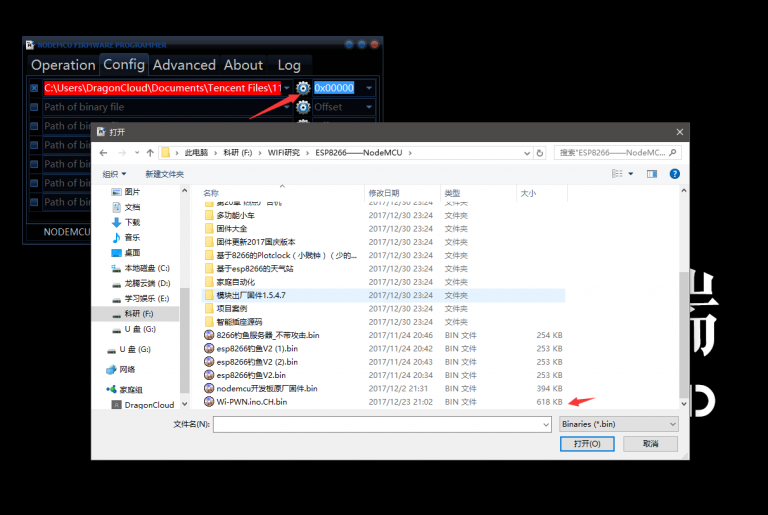 NODEMCU FIRMWARE PROGRAMMER
Operation Config Advanced About Log
C:\Users\DragonCloud\Documents\Tencent Files\11 0x00000
Path of binary file Offset
Path of b
Path of bi
Path of bi
Path of bi
Path of bi
NODEMCU
打开
此电脑 > 科研 (F:) > WIFI研究 > ESP8266——NodeMCU >
搜索"ESP8266——NodeMC...
组织 新建文件夹
图片
文档
下载
音乐
桌面
本地磁盘 (C:)
龙腾云端 (D:)
学习娱乐 (E:)
科研 (F:)
U 盘 (G:)
U 盘 (G:)
网络
家庭组
DragonCloud
名称 修改日期 类型 大小
2017/12/30 23:24 文件夹
多功能小车 2017/12/30 23:24 文件夹
固件大全 2017/12/30 23:24 文件夹
固件更新2017国庆版本 2017/12/30 23:24 文件夹
基于8266的Plotclock（小贱钟）（少的... 2017/12/30 23:24 文件夹
基于esp8266的天气站 2017/12/30 23:24 文件夹
家庭自动化 2017/12/30 23:24 文件夹
模块出厂固件1.5.4.7 2017/12/30 23:24 文件夹
项目案例 2017/12/30 23:24 文件夹
智能插座源码 2017/12/30 23:24 文件夹
8266钓鱼服务器_不带攻击.bin 2017/11/24 20:46 BIN 文件 254 KB
esp8266钓鱼V2 (1).bin 2017/11/24 20:42 BIN 文件 253 KB
esp8266钓鱼V2 (2).bin 2017/11/24 20:43 BIN 文件 253 KB
esp8266钓鱼V2.bin 2017/11/24 20:34 BIN 文件 253 KB
nodemcu开发板原厂固件.bin 2017/12/2 21:31 BIN 文件 394 KB
Wi-PWN.ino.CH.bin 2017/12/23 21:02 BIN 文件 618 KB
文件名(N): Binaries (*.bin)
打开(O) 取消